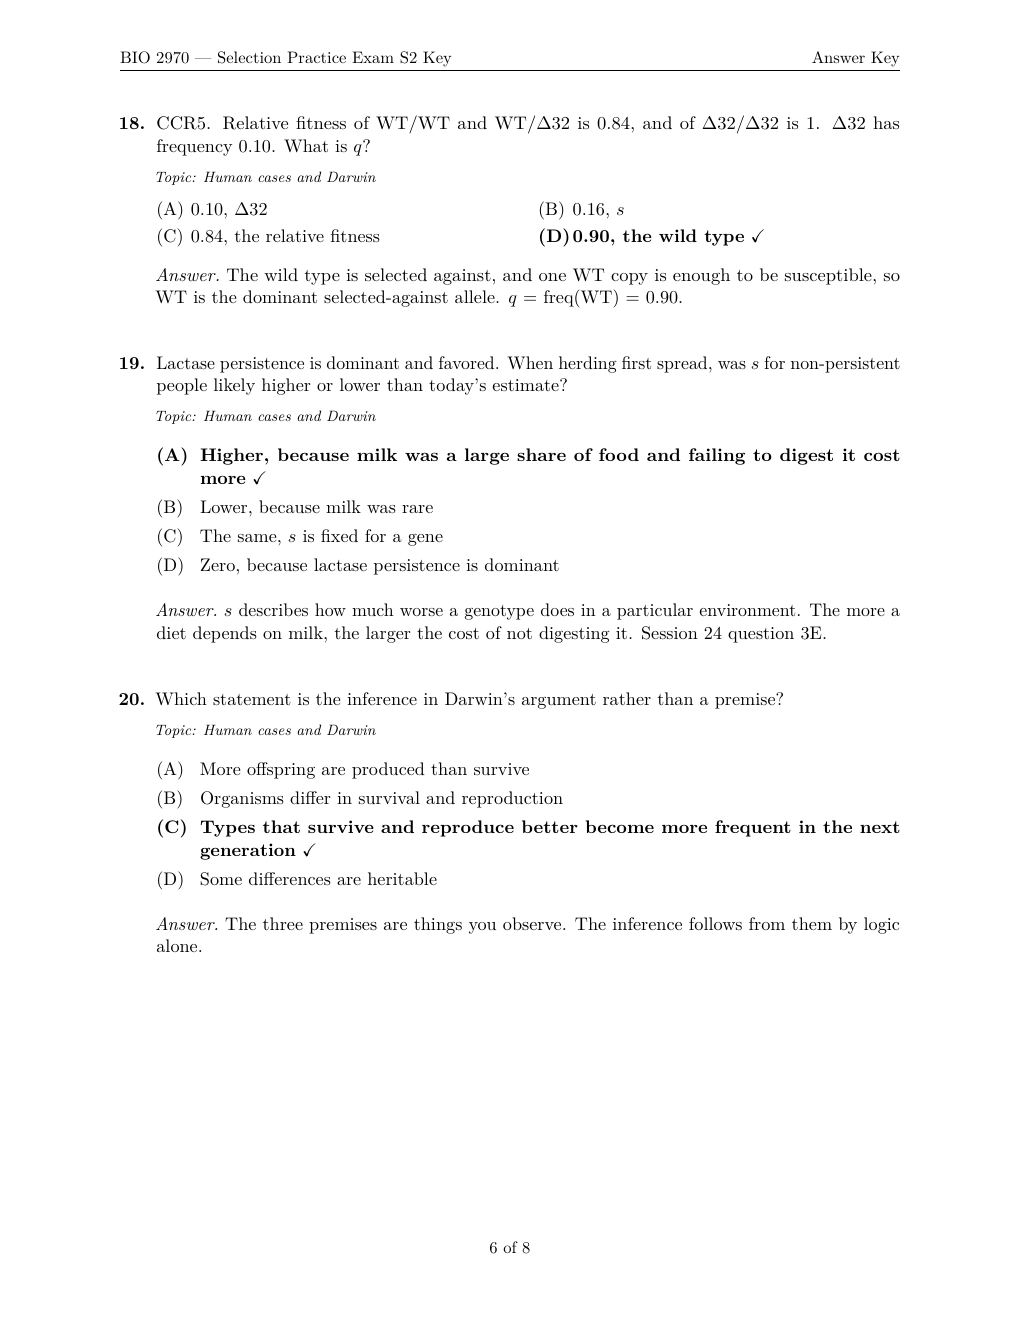 BIO 2970 — Selection Practice Exam S2 Key Answer Key
18. CCR5. Relative fitness of WT/WT and WT/Δ32 is 0.84, and of Δ32/Δ32 is 1. Δ32 has
frequency 0.10. What is q?
Topic: Human cases and Darwin
(A) 0.10, Δ32 (B) 0.16, s
(C) 0.84, the relative fitness (D) 0.90, the wild type ✓
Answer. The wild type is selected against, and one WT copy is enough to be susceptible, so
WT is the dominant selected-against allele. q = freq(WT) = 0.90.
19. Lactase persistence is dominant and favored. When herding first spread, was s for non-persistent
people likely higher or lower than today's estimate?
Topic: Human cases and Darwin
(A) Higher, because milk was a large share of food and failing to digest it cost
more ✓
(B) Lower, because milk was rare
(C) The same, s is fixed for a gene
(D) Zero, because lactase persistence is dominant
Answer. s describes how much worse a genotype does in a particular environment. The more a
diet depends on milk, the larger the cost of not digesting it. Session 24 question 3E.
20. Which statement is the inference in Darwin's argument rather than a premise?
Topic: Human cases and Darwin
(A) More offspring are produced than survive
(B) Organisms differ in survival and reproduction
(C) Types that survive and reproduce better become more frequent in the next
generation ✓
(D) Some differences are heritable
Answer. The three premises are things you observe. The inference follows from them by logic
alone.
6 of 8